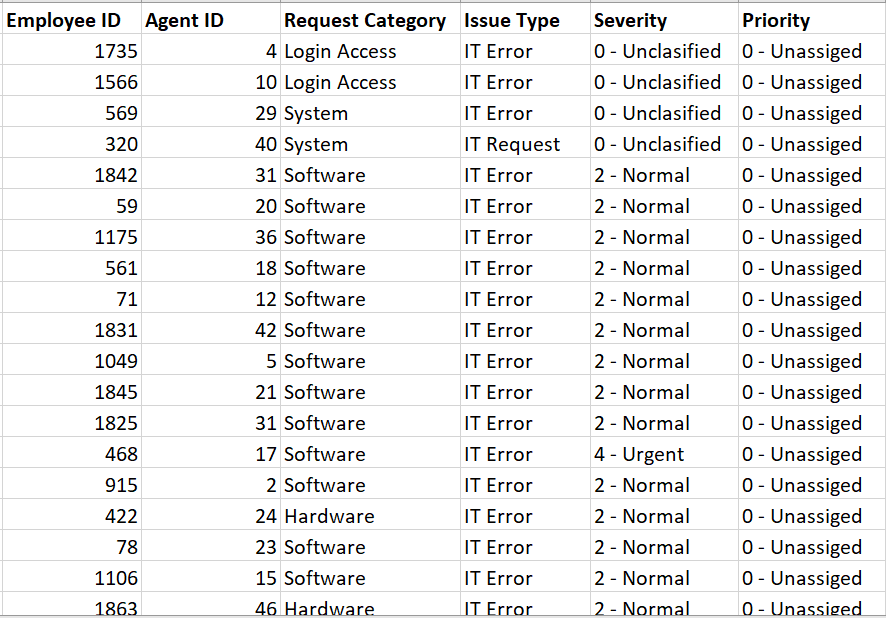 Employee ID Agent ID Request Category Issue Type Severity Priority
1735 4 Login Access IT Error 0 - Unclasified 0 - Unassiged
1566 10 Login Access IT Error 0 - Unclasified 0 - Unassiged
569 29 System IT Error 0 - Unclasified 0 - Unassiged
320 40 System IT Request 0 - Unclasified 0 - Unassiged
1842 31 Software IT Error 2 - Normal 0 - Unassiged
59 20 Software IT Error 2 - Normal 0 - Unassiged
1175 36 Software IT Error 2 - Normal 0 - Unassiged
561 18 Software IT Error 2 - Normal 0 - Unassiged
71 12 Software IT Error 2 - Normal 0 - Unassiged
1831 42 Software IT Error 2 - Normal 0 - Unassiged
1049 5 Software IT Error 2 - Normal 0 - Unassiged
1845 21 Software IT Error 2 - Normal 0 - Unassiged
1825 31 Software IT Error 2 - Normal 0 - Unassiged
468 17 Software IT Error 4 - Urgent 0 - Unassiged
915 2 Software IT Error 2 - Normal 0 - Unassiged
422 24 Hardware IT Error 2 - Normal 0 - Unassiged
78 23 Software IT Error 2 - Normal 0 - Unassiged
1106 15 Software IT Error 2 - Normal 0 - Unassiged
1863 46 Hardware IT Error 2 - Normal 0 - Unassiged